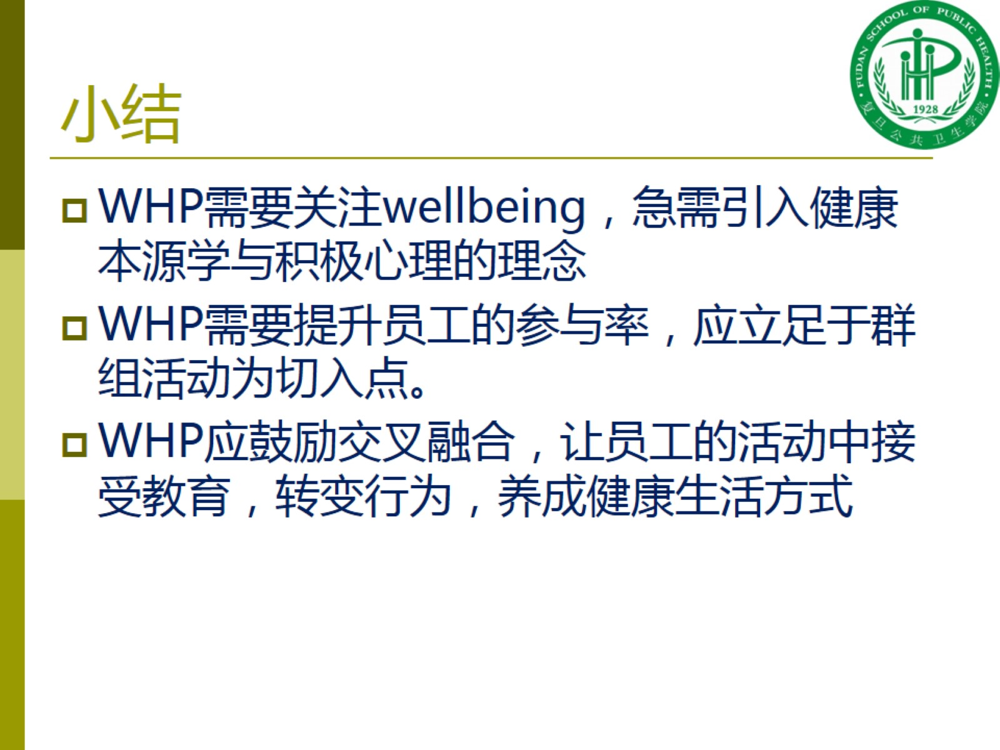 FUDAN SCHOOL OF PUBLIC HEALTH
1928
复旦公共卫生学院
小结
WHP需要关注wellbeing，急需引入健康
本源学与积极心理的理念
WHP需要提升员工的参与率，应立足于群
组活动为切入点。
WHP应鼓励交叉融合，让员工的活动中接
受教育，转变行为，养成健康生活方式